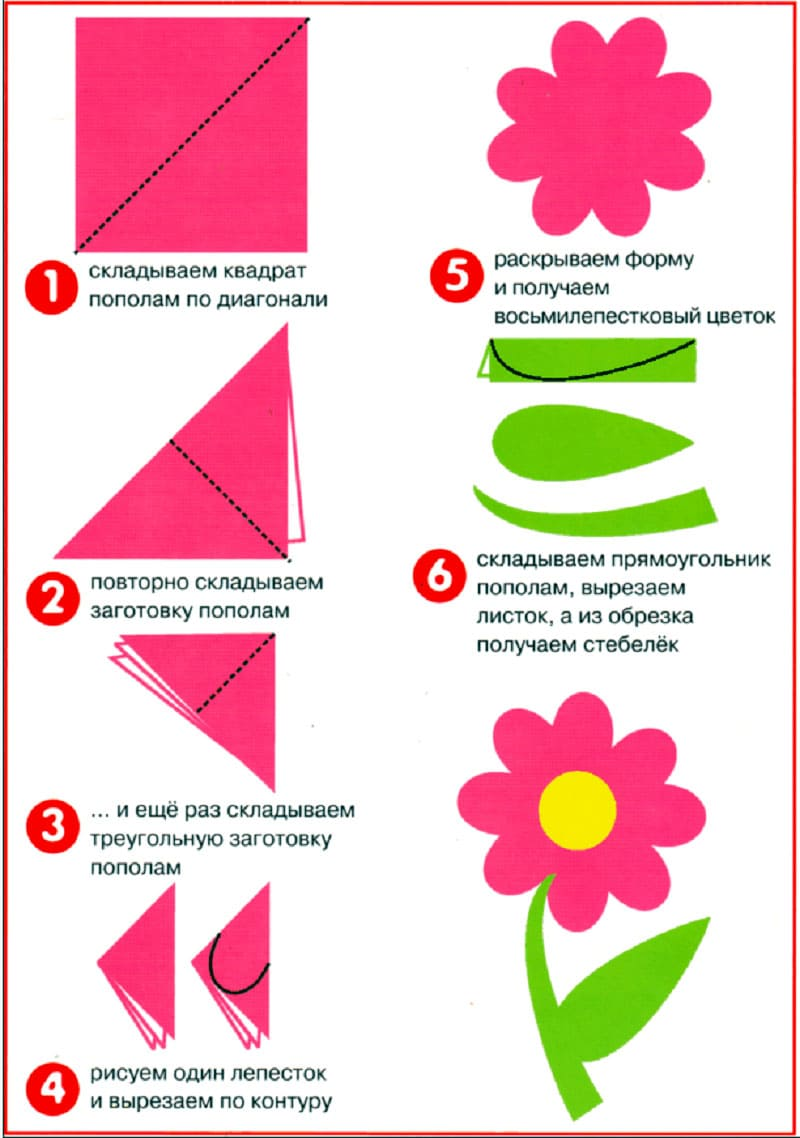 1 складываем квадрат
пополам по диагонали
2 повторно складываем
заготовку пополам
3 ... и ещё раз складываем
треугольную заготовку
пополам
4 рисуем один лепесток
и вырезаем по контуру
5 раскрываем форму
и получаем
восьмилепестковый цветок
6 складываем прямоугольник
пополам, вырезаем
листок, а из обрезка
получаем стебелёк